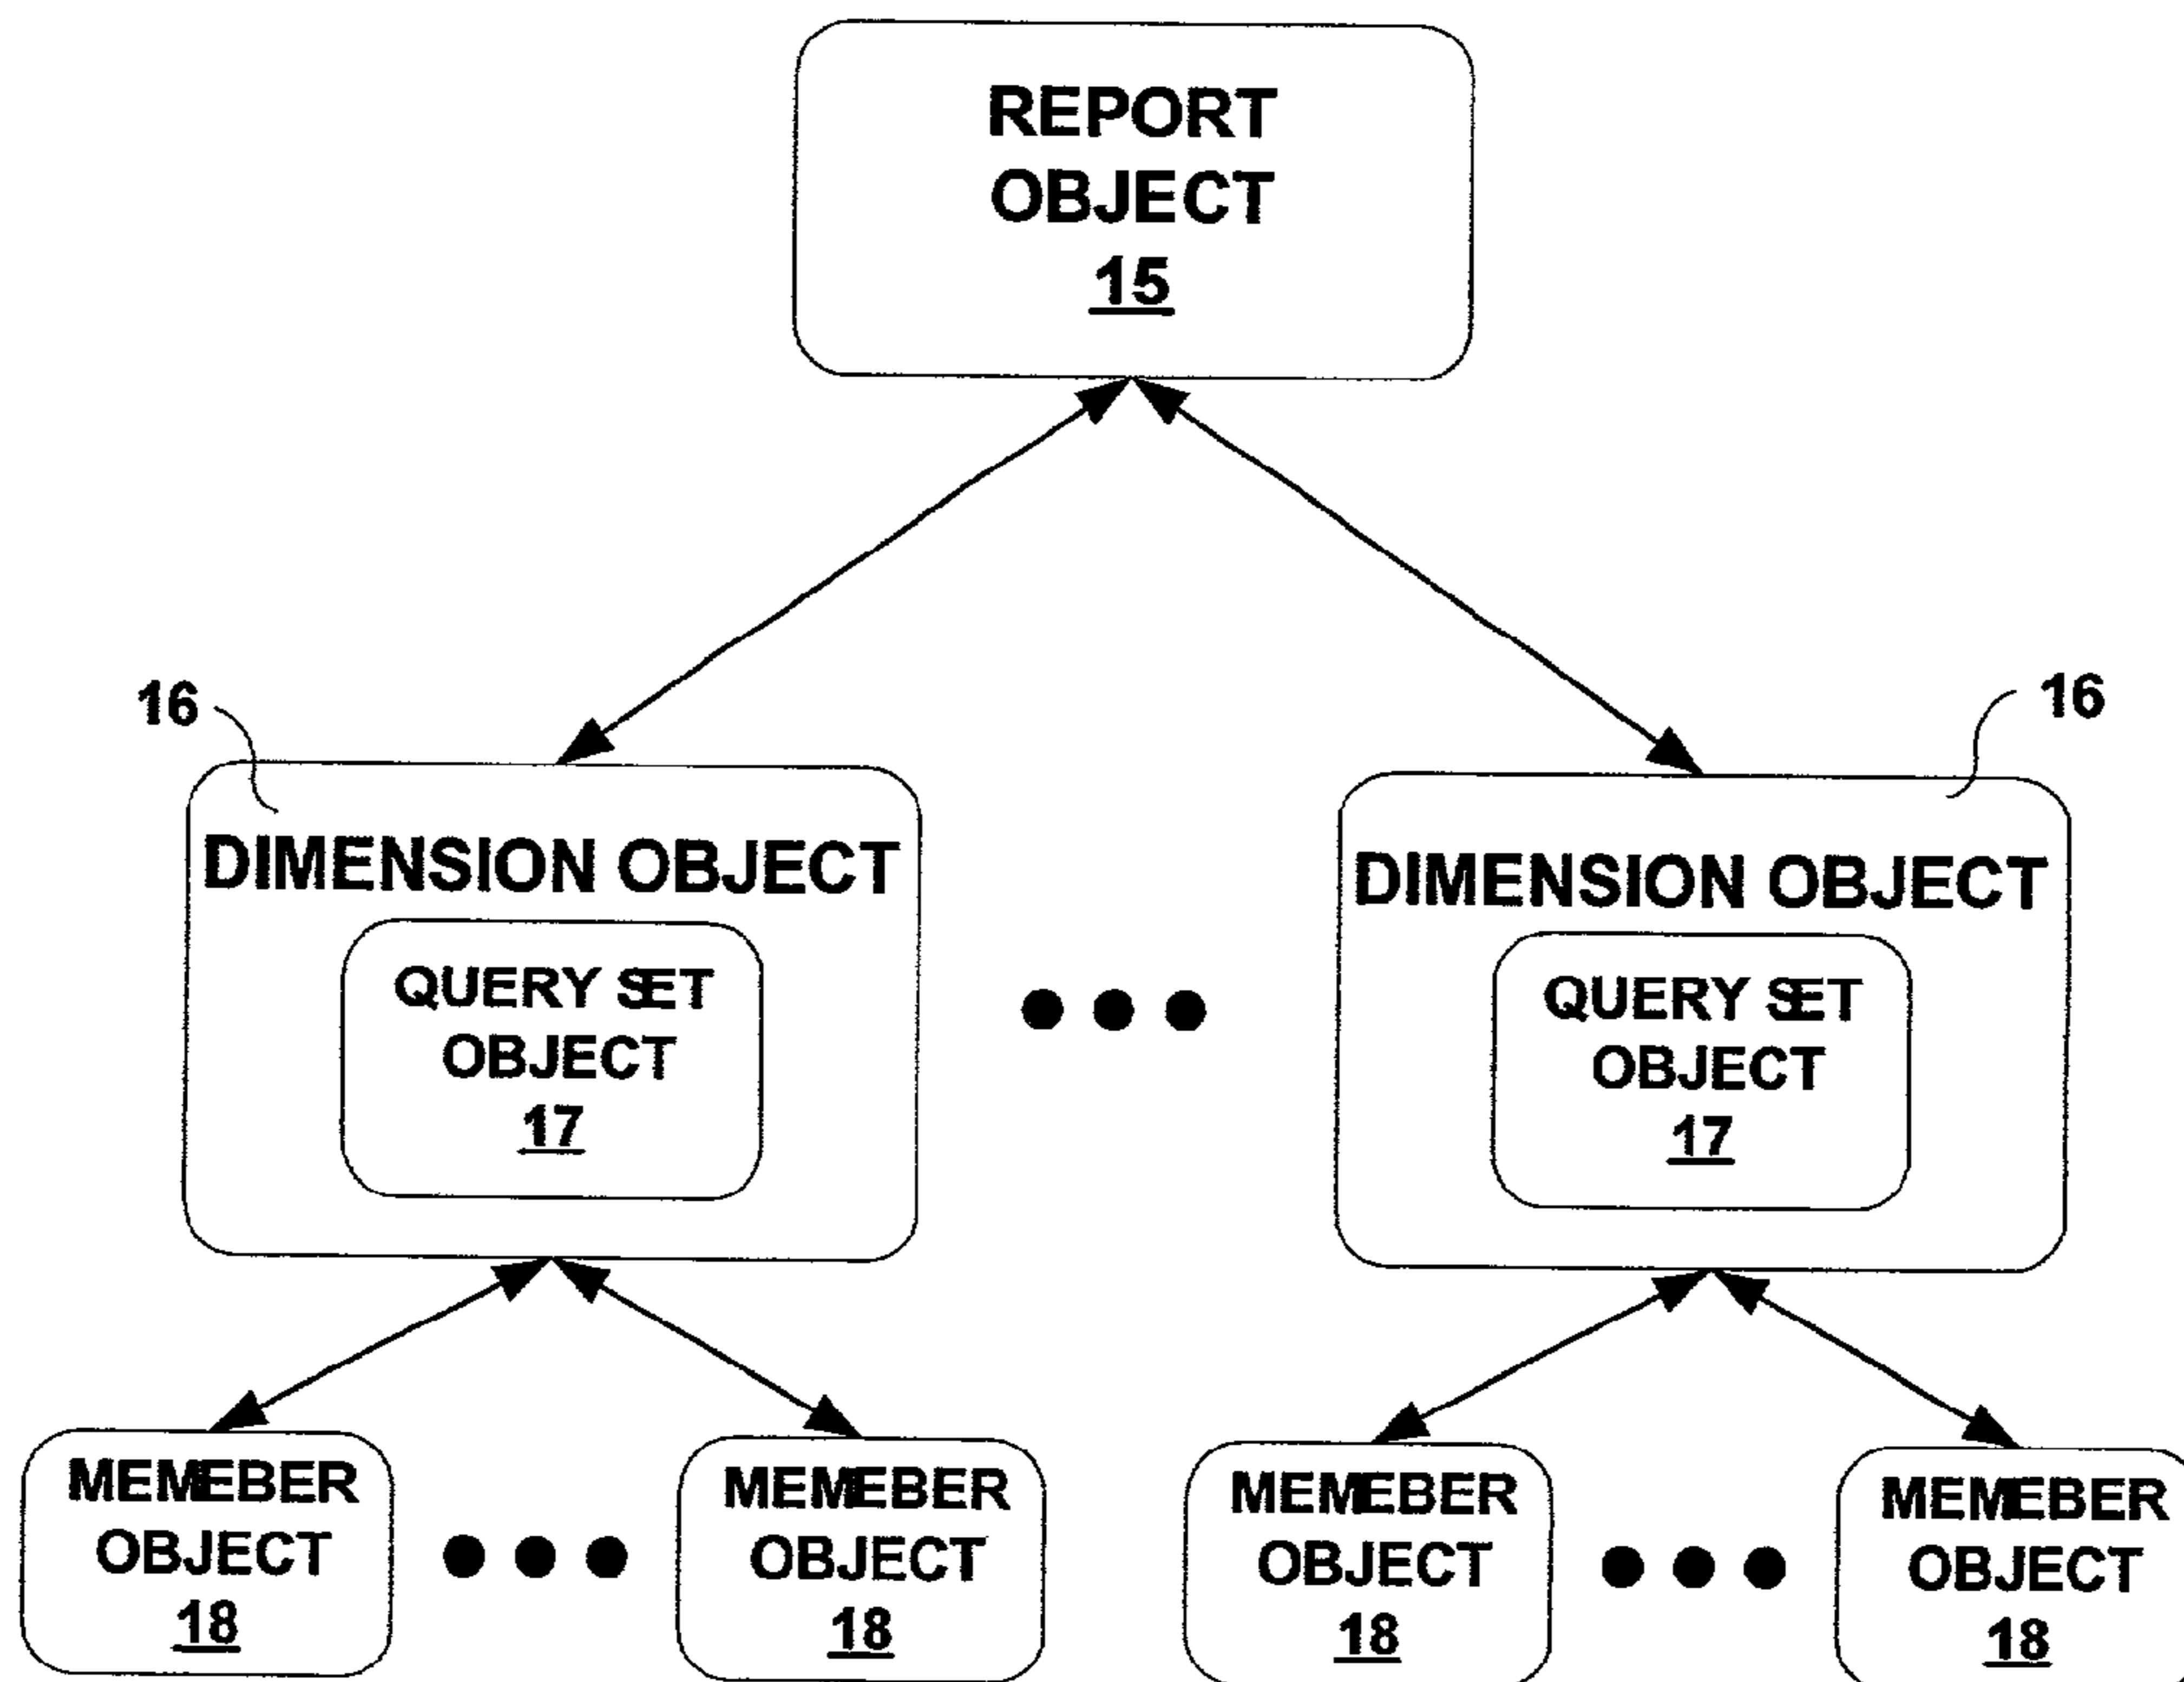 REPORT
OBJECT
15
16
16
DIMENSION OBJECT
DIMENSION OBJECT
QUERY SET
OBJECT
17
QUERY SET
OBJECT
17
MEMEBER
OBJECT
18
MEMEBER
OBJECT
18
MEMEBER
OBJECT
18
MEMEBER
OBJECT
18